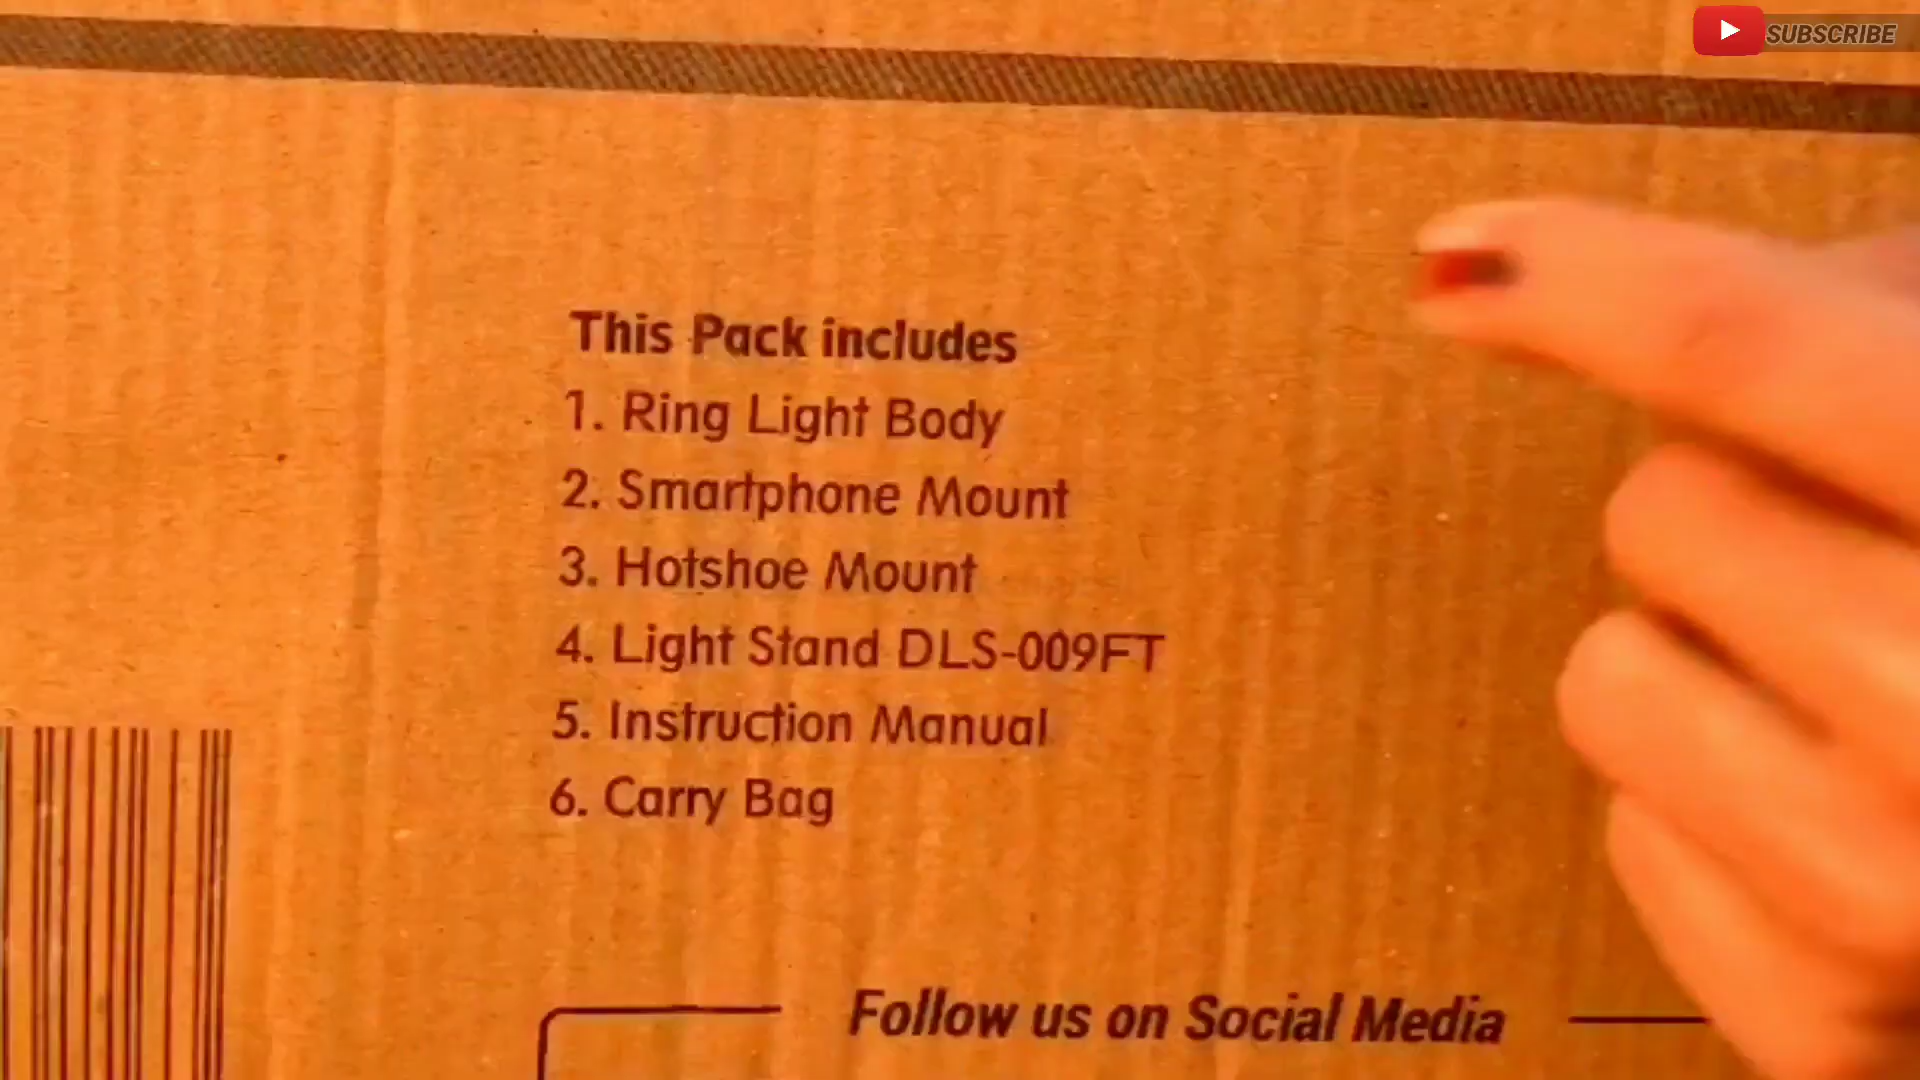 SUBSCRIBE
This Pack includes
1. Ring Light Body
2. Smartphone Mount
3. Hotshoe Mount
4. Light Stand DLS-009FT
5. Instruction Manual
6. Carry Bag
Follow us on Social Media